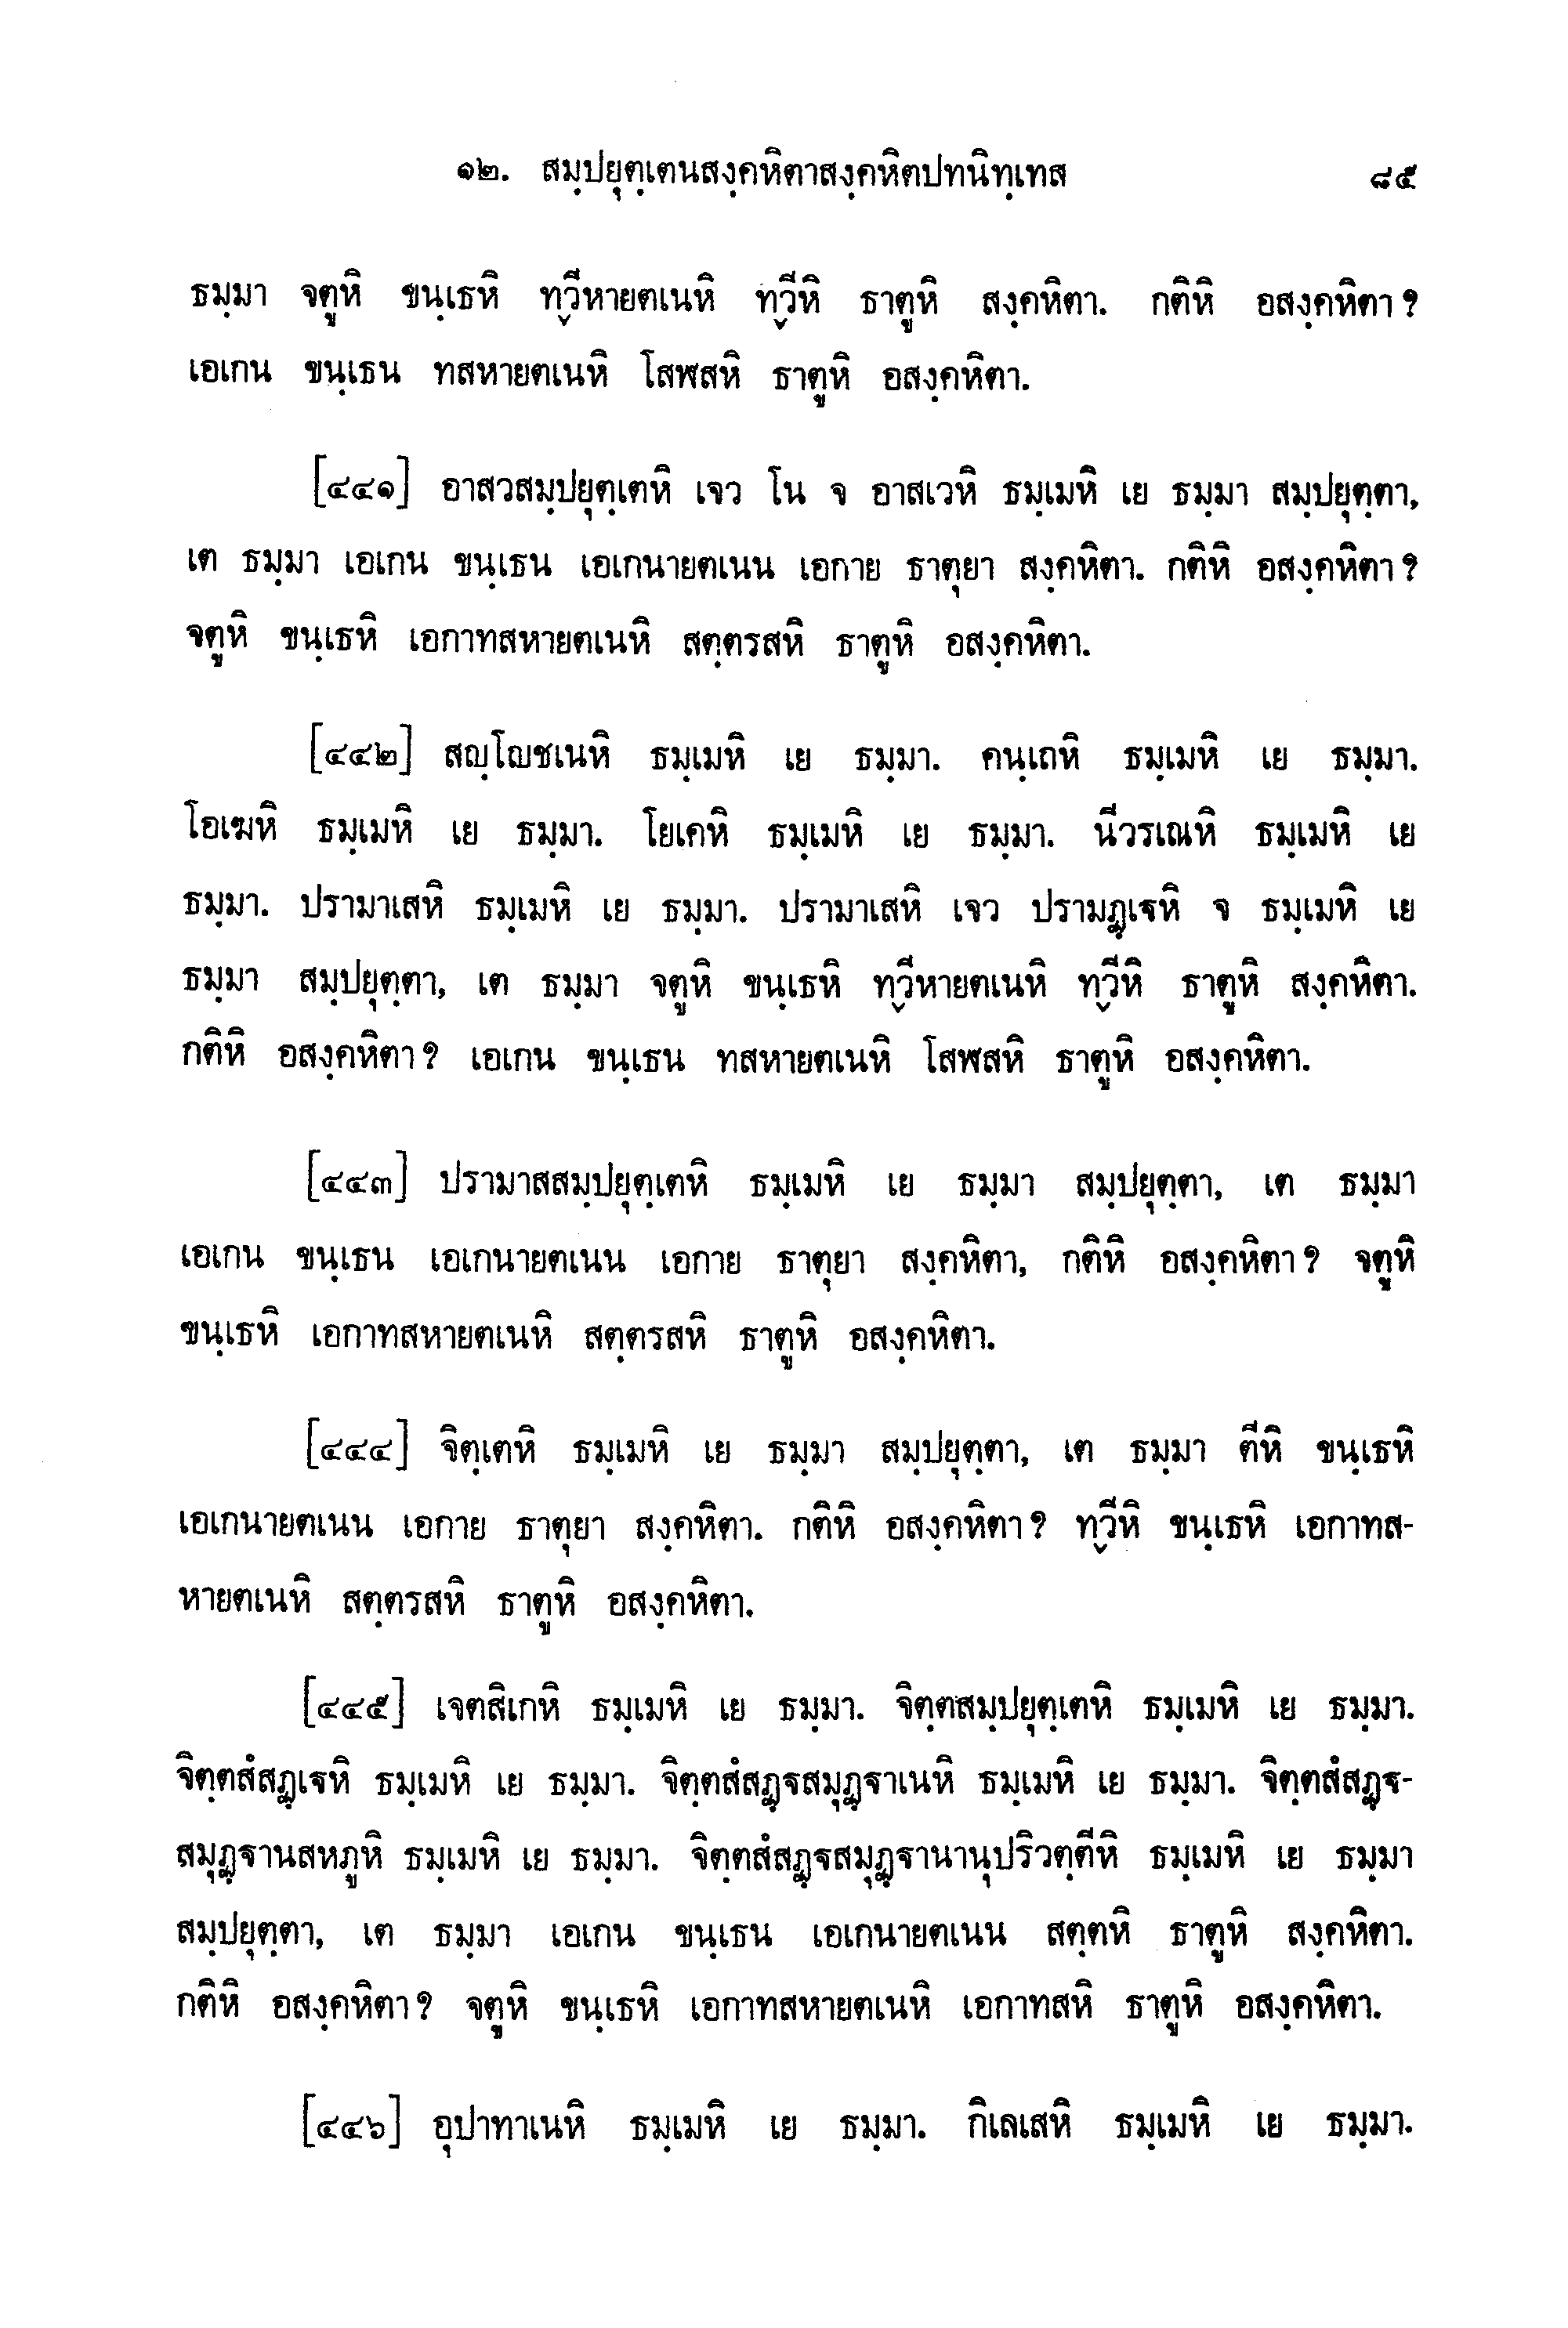 ๑๒. สมฺปยุตฺเตนสงฺคหิตาสงฺคหิตปทนิทฺเทส ๘๕
ธมฺมา จตูหิ ขนฺเธหิ ทฺวีหายตเนหิ ทฺวีหิ ธาตูหิ สงฺคหิตา. กติหิ อสงฺคหิตา ?
เอเกน ขนฺเธน ทสหายตเนหิ โสฬสหิ ธาตูหิ อสงฺคหิตา.
[๔๔๑] อาสวสมฺปยุตฺเตหิ เจว โน จ อาสเวหิ ธมฺเมหิ เย ธมฺมา สมฺปยุตฺตา,
เต ธมฺมา เอเกน ขนฺเธน เอเกนายตเนน เอกาย ธาตุยา สงฺคหิตา. กติหิ อสงฺคหิตา ?
จตูหิ ขนฺเธหิ เอกาทสหายตเนหิ สตฺตรสหิ ธาตูหิ อสงฺคหิตา.
[๔๔๒] สญฺโญชเนหิ ธมฺเมหิ เย ธมฺมา. คนฺเถหิ ธมฺเมหิ เย ธมฺมา.
โอเฆหิ ธมฺเมหิ เย ธมฺมา. โยเคหิ ธมฺเมหิ เย ธมฺมา. นีวรเณหิ ธมฺเมหิ เย
ธมฺมา. ปรามาเสหิ ธมฺเมหิ เย ธมฺมา. ปรามาเสหิ เจว ปรามฏฺเฐหิ จ ธมฺเมหิ เย
ธมฺมา สมฺปยุตฺตา, เต ธมฺมา จตูหิ ขนฺเธหิ ทฺวีหายตเนหิ ทฺวีหิ ธาตูหิ สงฺคหิตา.
กติหิ อสงฺคหิตา ? เอเกน ขนฺเธน ทสหายตเนหิ โสฬสหิ ธาตูหิ อสงฺคหิตา.
[๔๔๓] ปรามาสสมฺปยุตฺเตหิ ธมฺเมหิ เย ธมฺมา สมฺปยุตฺตา, เต ธมฺมา
เอเกน ขนฺเธน เอเกนายตเนน เอกาย ธาตุยา สงฺคหิตา, กติหิ อสงฺคหิตา ? จตูหิ
ขนฺเธหิ เอกาทสหายตเนหิ สตฺตรสหิ ธาตูหิ อสงฺคหิตา.
[๔๔๔] จิตฺเตหิ ธมฺเมหิ เย ธมฺมา สมฺปยุตฺตา, เต ธมฺมา ตีหิ ขนฺเธหิ
เอเกนายตเนน เอกาย ธาตุยา สงฺคหิตา. กติหิ อสงฺคหิตา ? ทฺวีหิ ขนฺเธหิ เอกาทส-
หายตเนหิ สตฺตรสหิ ธาตูหิ อสงฺคหิตา.
[๔๔๕] เจตสิเกหิ ธมฺเมหิ เย ธมฺมา. จิตฺตสมฺปยุตฺเตหิ ธมฺเมหิ เย ธมฺมา.
จิตฺตสํสฏฺเฐหิ ธมฺเมหิ เย ธมฺมา. จิตฺตสํสฏฺฐสมุฏฺฐาเนหิ ธมฺเมหิ เย ธมฺมา. จิตฺตสํสฏฺฐ-
สมุฏฺฐานสหภูหิ ธมฺเมหิ เย ธมฺมา. จิตฺตสํสฏฺฐสมุฏฺฐานานุปริวตฺตีหิ ธมฺเมหิ เย ธมฺมา
สมฺปยุตฺตา, เต ธมฺมา เอเกน ขนฺเธน เอเกนายตเนน สตฺตหิ ธาตูหิ สงฺคหิตา.
กติหิ อสงฺคหิตา ? จตูหิ ขนฺเธหิ เอกาทสหายตเนหิ เอกาทสหิ ธาตูหิ อสงฺคหิตา.
[๔๔๖] อุปาทาเนหิ ธมฺเมหิ เย ธมฺมา. กิเลเสหิ ธมฺเมหิ เย ธมฺมา.